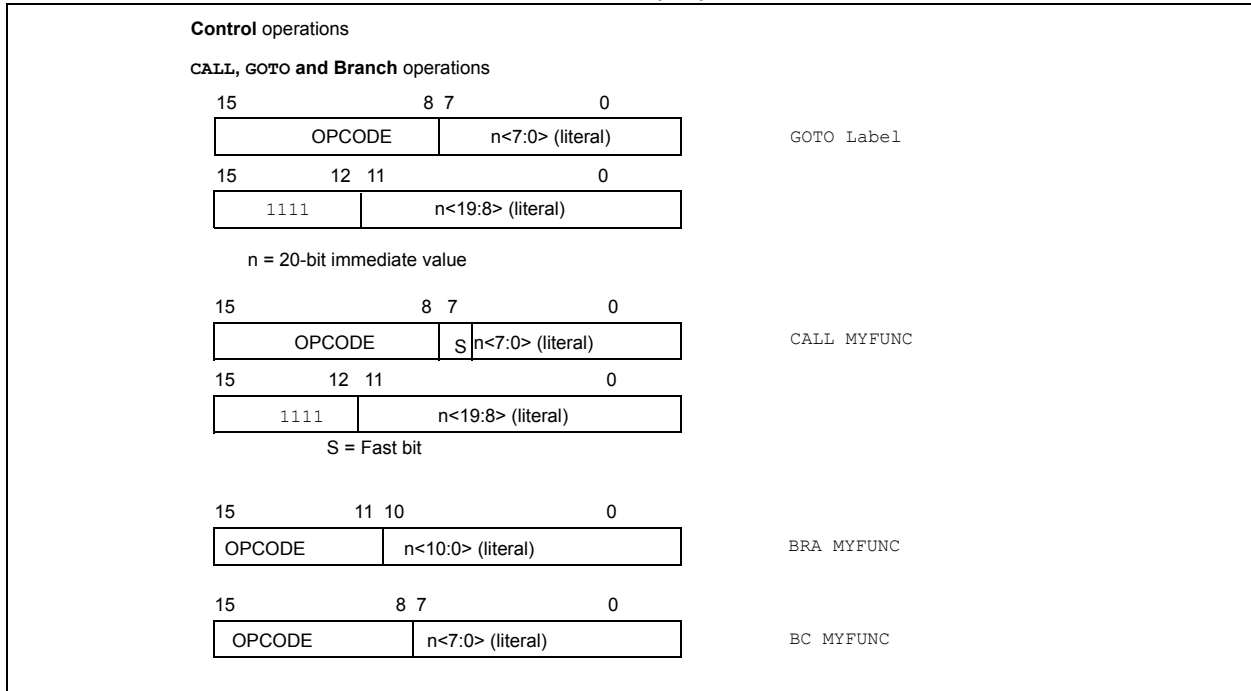 Control operations
CALL, GOTO and Branch operations
15 8 7 0
OPCODE n<7:0> (literal) GOTO Label
15 12 11 0
1111 n<19:8> (literal)
n = 20-bit immediate value
15 8 7 0
OPCODE S n<7:0> (literal) CALL MYFUNC
15 12 11 0
1111 n<19:8> (literal)
S = Fast bit
15 11 10 0
OPCODE n<10:0> (literal) BRA MYFUNC
15 8 7 0
OPCODE n<7:0> (literal) BC MYFUNC